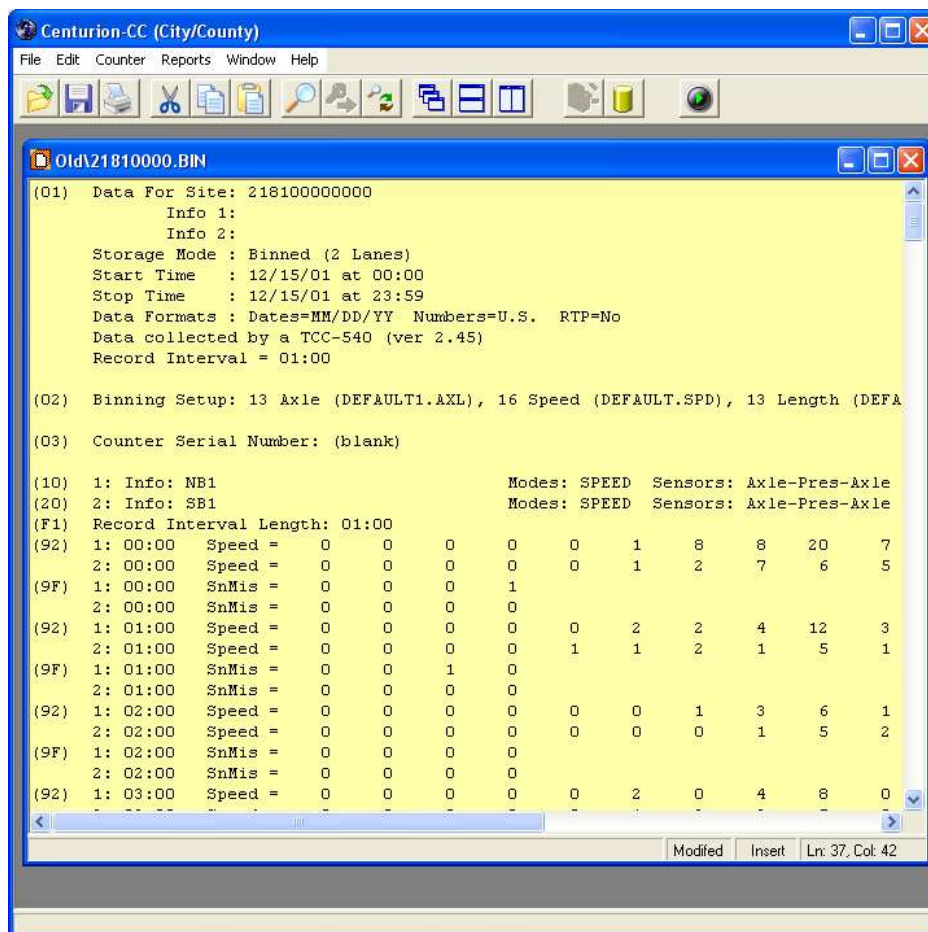 Centurion-CC (City/County)
File Edit Counter Reports Window Help
Old\21810000.BIN
(01) Data For Site: 218100000000
Info 1:
Info 2:
Storage Mode : Binned (2 Lanes)
Start Time : 12/15/01 at 00:00
Stop Time : 12/15/01 at 23:59
Data Formats : Dates=MM/DD/YY Numbers=U.S. RTP=No
Data collected by a TCC-540 (ver 2.45)
Record Interval = 01:00
(02) Binning Setup: 13 Axle (DEFAULT1.AXL), 16 Speed (DEFAULT.SPD), 13 Length (DEFA
(03) Counter Serial Number: (blank)
(10) 1: Info: NB1 Modes: SPEED Sensors: Axle-Pres-Axle
(20) 2: Info: SB1 Modes: SPEED Sensors: Axle-Pres-Axle
(F1) Record Interval Length: 01:00
(92) 1: 00:00 Speed = 0 0 0 0 0 1 8 8 20 7
2: 00:00 Speed = 0 0 0 0 0 1 2 7 6 5
(9F) 1: 00:00 SnMis = 0 0 0 1
2: 00:00 SnMis = 0 0 0 0
(92) 1: 01:00 Speed = 0 0 0 0 0 2 2 4 12 3
2: 01:00 Speed = 0 0 0 0 1 1 2 1 5 1
(9F) 1: 01:00 SnMis = 0 0 1 0
2: 01:00 SnMis = 0 0 0 0
(92) 1: 02:00 Speed = 0 0 0 0 0 0 1 3 6 1
2: 02:00 Speed = 0 0 0 0 0 0 0 1 5 2
(9F) 1: 02:00 SnMis = 0 0 0 0
2: 02:00 SnMis = 0 0 0 0
(92) 1: 03:00 Speed = 0 0 0 0 0 2 0 4 8 0
Modifed Insert Ln: 37, Col: 42